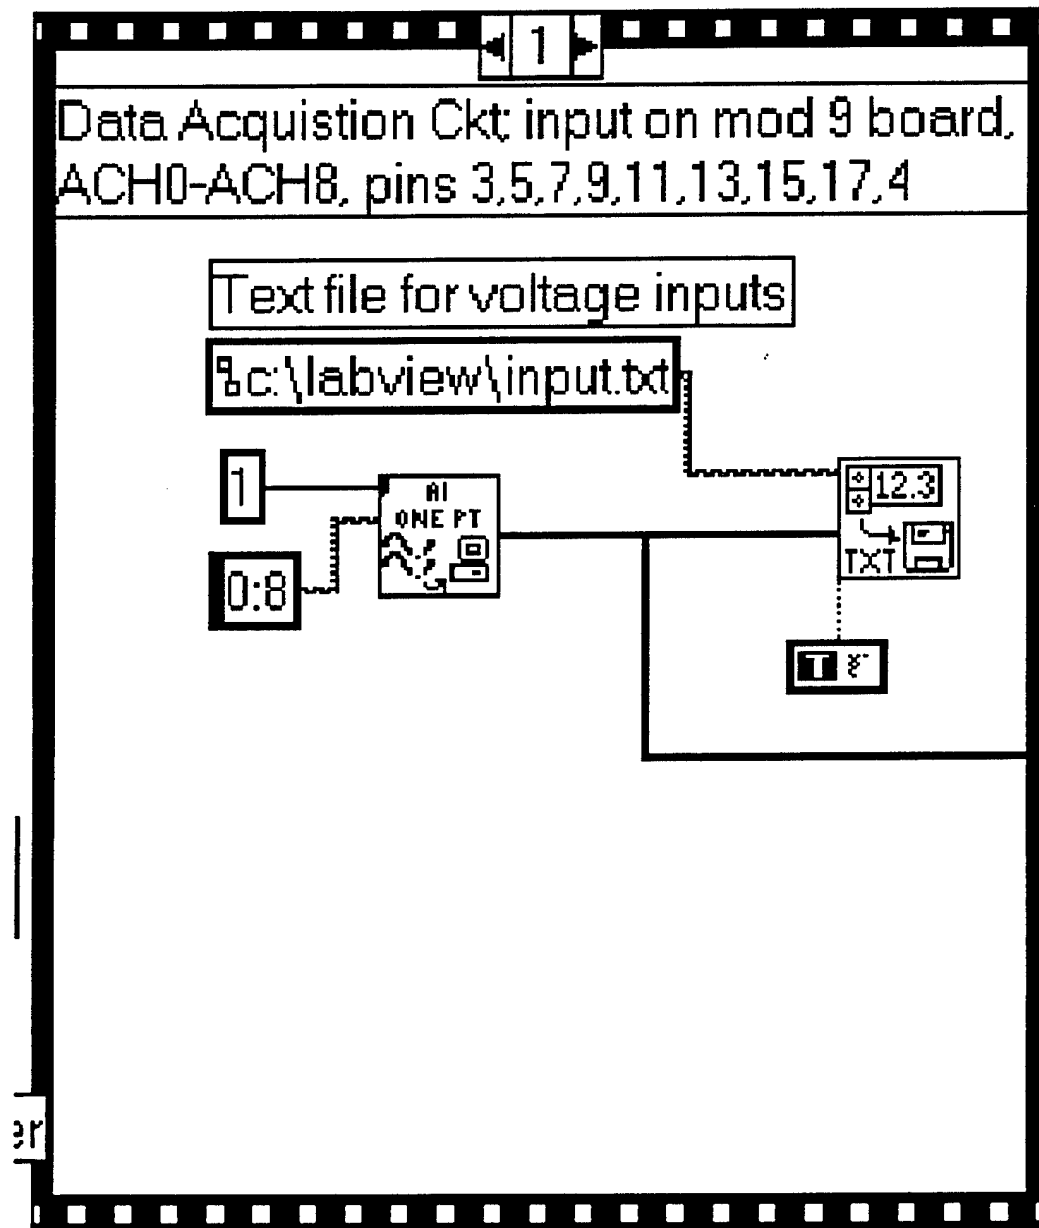 1
Data Acquistion Ckt; input on mod 9 board,
ACH0-ACH8, pins 3,5,7,9,11,13,15,17,4
Text file for voltage inputs
c:\labview\input.txt
1
AI
ONE PT
12.3
TXT
0:8
T
er